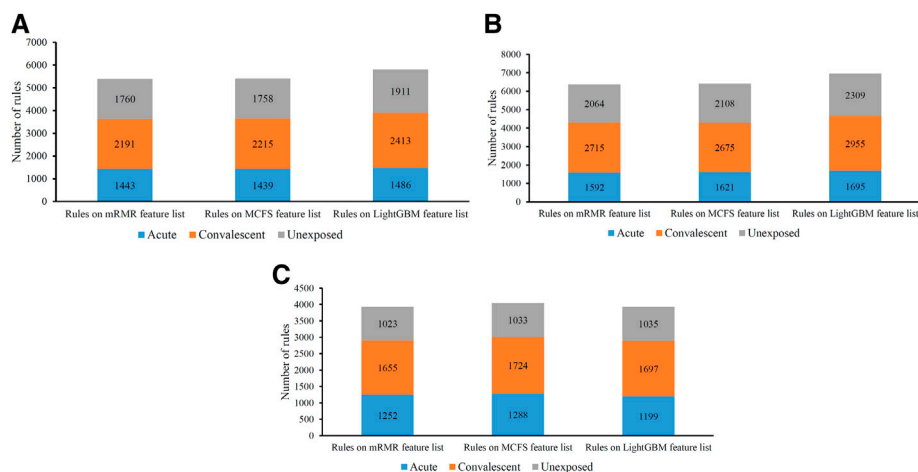 A
7000
6000
5000
4000
3000
2000
1000
0
Number of rules
1760
1758
1911
2191
2215
2413
1443
1439
1486
Rules on mRMR feature list
Rules on MCFS feature list
Rules on LightGBM feature list
Acute
Convalescent
Unexposed
B
8000
7000
6000
5000
4000
3000
2000
1000
0
Number of rules
2064
2108
2309
2715
2675
2955
1592
1621
1695
Rules on mRMR feature list
Rules on MCFS feature list
Rules on LightGBM feature list
Acute
Convalescent
Unexposed
C
4500
4000
3500
3000
2500
2000
1500
1000
500
0
Number of rules
1023
1033
1035
1655
1724
1697
1252
1288
1199
Rules on mRMR feature list
Rules on MCFS feature list
Rules on LightGBM feature list
Acute
Convalescent
Unexposed